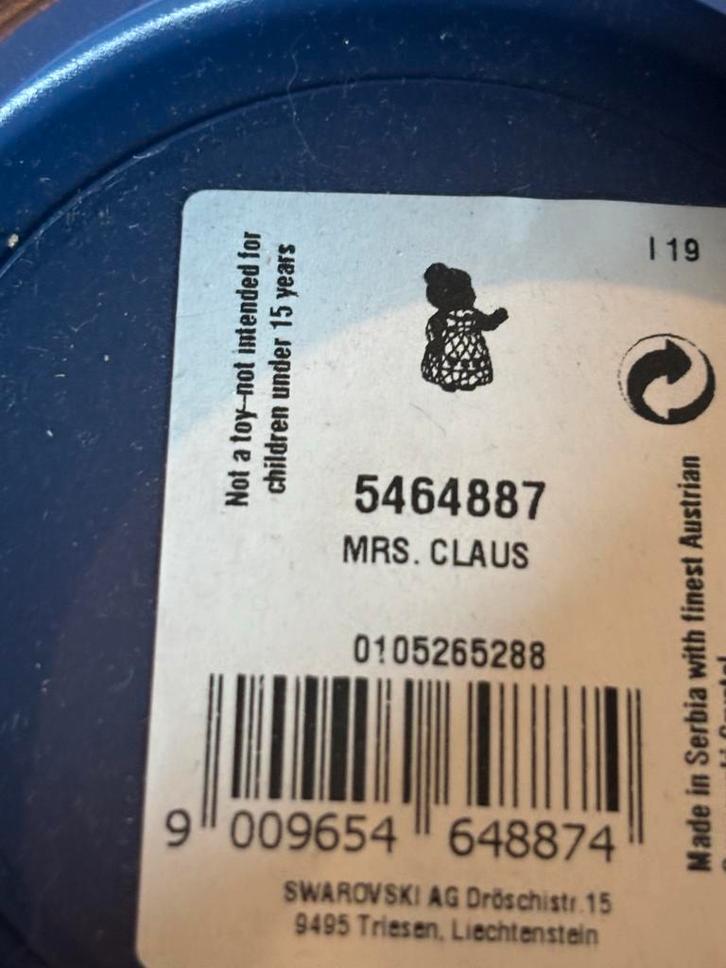 Not a toy-not intended for
children under 15 years
I 19
5464887
MRS. CLAUS
0105265288
9 009654 648874
SWAROVSKI AG Dröschistr.15
9495 Triesen, Liechtenstein
Made in Serbia with finest Austrian